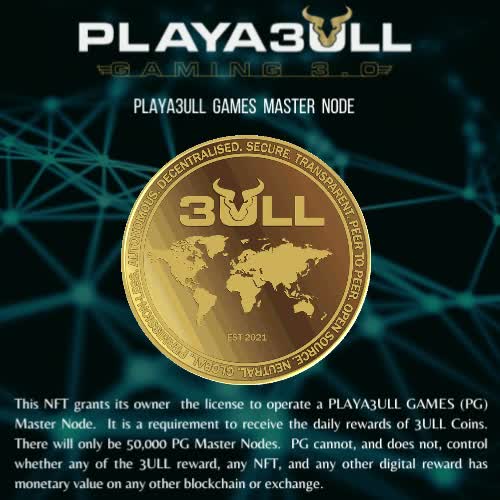 PLAYA3ULL
GAMING 3.0
PLAYA3ULL GAMES MASTER NODE
AUTONOMOUS. DECENTRALISED. SECURE. TRANSPARENT. PEER TO PEER. OPEN SOURCE. NEUTRAL. GLOBAL. PERMISSIONLESS.
3ULL
EST 2021
This NFT grants its owner the license to operate a PLAYA3ULL GAMES (PG)
Master Node. It is a requirement to receive the daily rewards of 3ULL Coins.
There will only be 50,000 PG Master Nodes. PG cannot, and does not, control
whether any of the 3ULL reward, any NFT, and any other digital reward has
monetary value on any other blockchain or exchange.